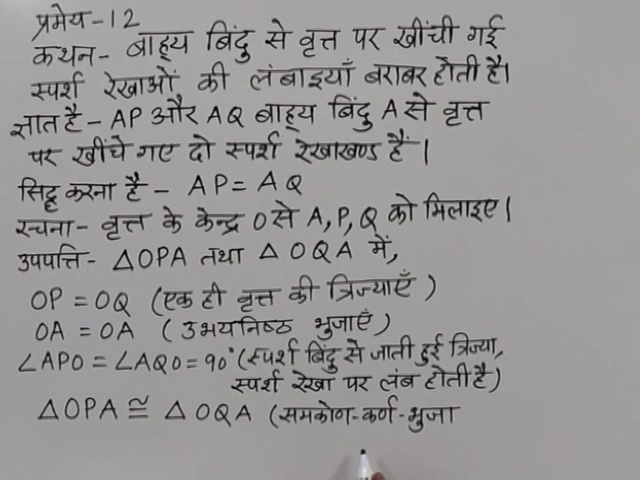 प्रमेय-12
कथन- बाह्य बिंदु से वृत्त पर खींची गई
स्पर्श रेखाओं की लंबाइयाँ बराबर होती है।
ज्ञात है - AP और AQ बाह्य बिंदु A से वृत्त
पर खींचे गए दो स्पर्श रेखाखण्ड हैं।
सिद्ध करना है - AP = AQ
रचना- वृत्त के केन्द्र O से A, P, Q को मिलाइए।
उपपत्ति- △OPA तथा △OQA में,
OP = OQ (एक ही वृत्त की त्रिज्याएँ)
OA = OA (उभयनिष्ठ भुजाएँ)
∠APO = ∠AQO = 90° (स्पर्श बिंदु से जाती हुई त्रिज्या,
स्पर्श रेखा पर लंब होती है)
△OPA ≅ △OQA (समकोण-कर्ण-भुजा